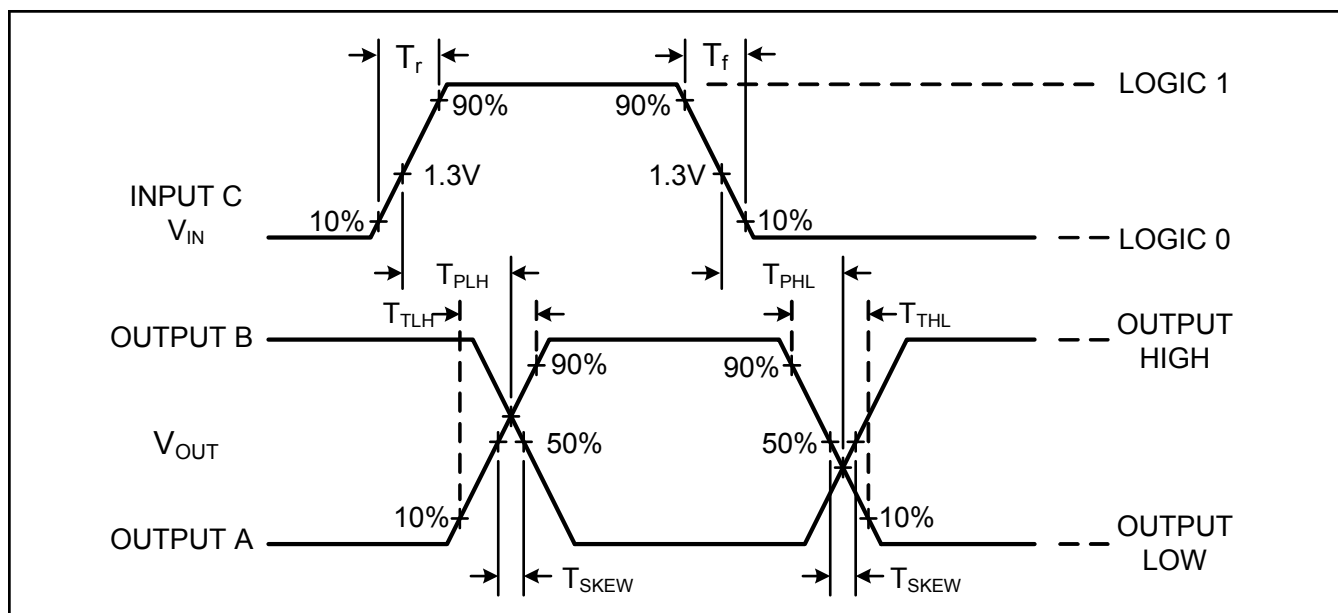 Tr
Tf
LOGIC 1
90%
90%
1.3V
1.3V
INPUT C
VIN
10%
10%
LOGIC 0
TPLH
TPHL
TTLH
TTHL
OUTPUT B
OUTPUT
HIGH
90%
90%
VOUT
50%
50%
10%
10%
OUTPUT A
OUTPUT
LOW
TSKEW
TSKEW